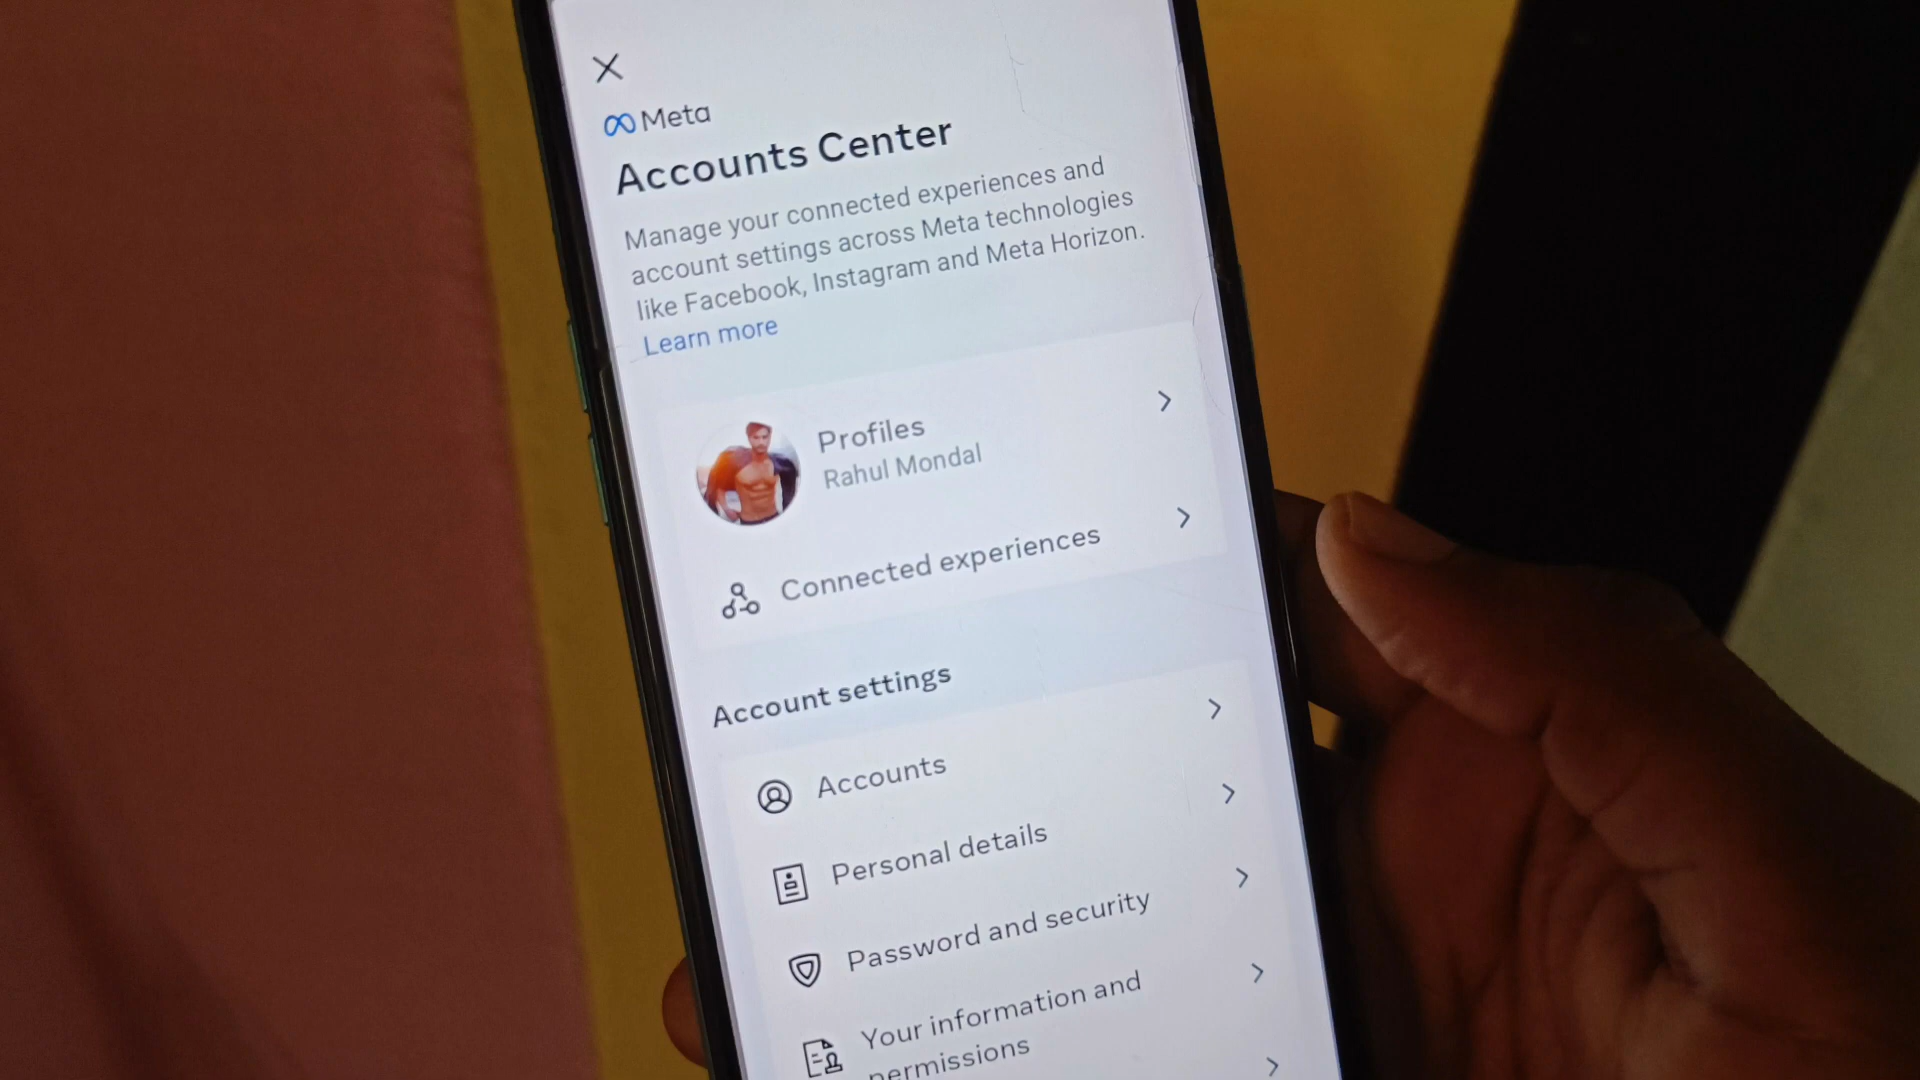 Meta
Accounts Center
Manage your connected experiences and
account settings across Meta technologies
like Facebook, Instagram and Meta Horizon.
Learn more
Profiles
Rahul Mondal
Connected experiences
Account settings
Accounts
Personal details
Password and security
Your information and
permissions